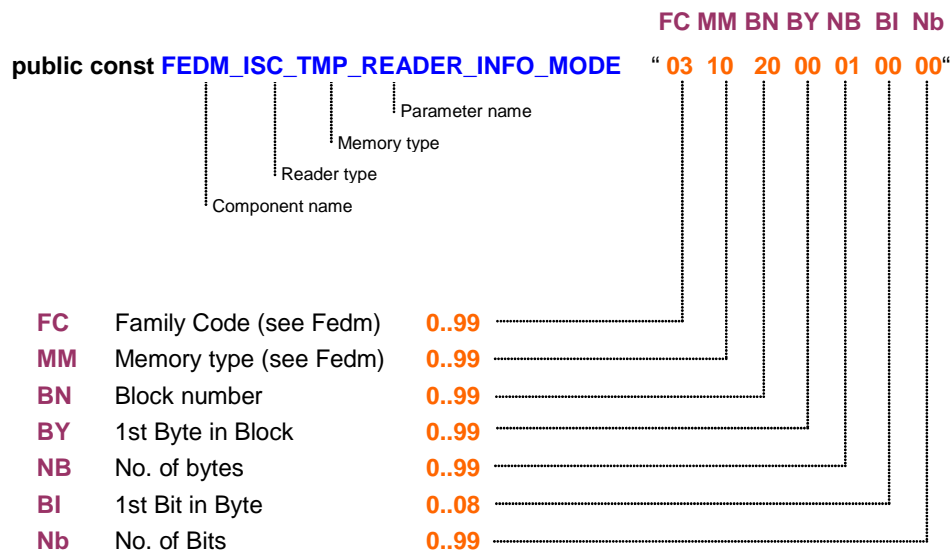 FC MM BN BY NB BI Nb
public const FEDM_ISC_TMP_READER_INFO_MODE “ 03 10 20 00 01 00 00“
Parameter name
Memory type
Reader type
Component name
FC Family Code (see Fedm) 0..99
MM Memory type (see Fedm) 0..99
BN Block number 0..99
BY 1st Byte in Block 0..99
NB No. of bytes 0..99
BI 1st Bit in Byte 0..08
Nb No. of Bits 0..99